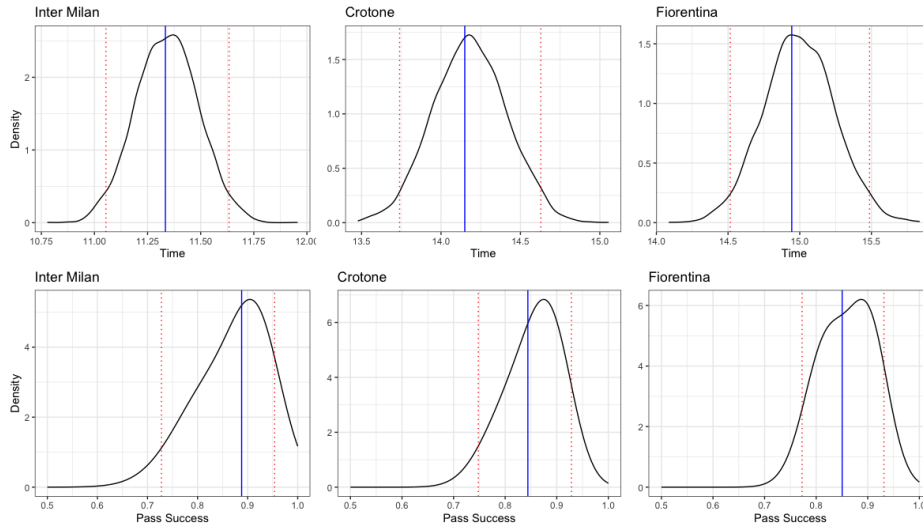 Inter Milan
Crotone
Fiorentina
Density
2
1
0
10.75 11.00 11.25 11.50 11.75 12.00
Time
1.5
1.0
0.5
0.0
13.5 14.0 14.5 15.0
Time
1.5
1.0
0.5
0.0
14.0 14.5 15.0 15.5
Time
Inter Milan
Crotone
Fiorentina
Density
4
2
0
0.5 0.6 0.7 0.8 0.9 1.0
Pass Success
6
4
2
0
0.5 0.6 0.7 0.8 0.9 1.0
Pass Success
6
4
2
0
0.5 0.6 0.7 0.8 0.9 1.0
Pass Success